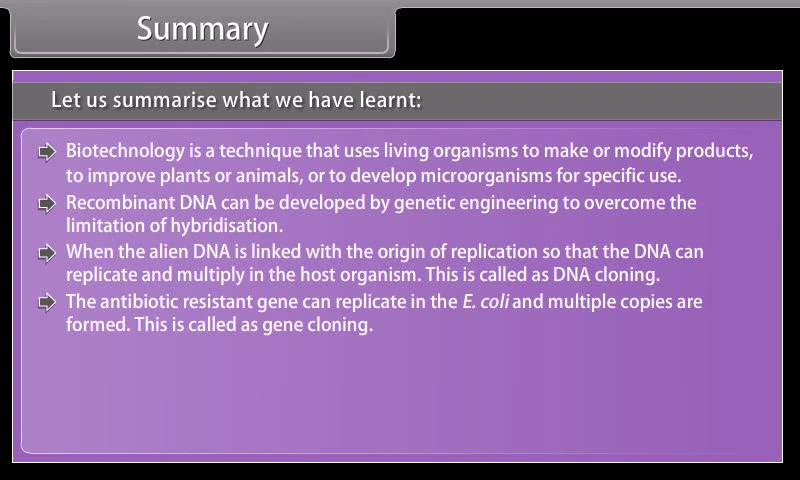 Summary
Let us summarise what we have learnt:
Biotechnology is a technique that uses living organisms to make or modify products,
to improve plants or animals, or to develop microorganisms for specific use.
Recombinant DNA can be developed by genetic engineering to overcome the
limitation of hybridisation.
When the alien DNA is linked with the origin of replication so that the DNA can
replicate and multiply in the host organism. This is called as DNA cloning.
The antibiotic resistant gene can replicate in the E. coli and multiple copies are
formed. This is called as gene cloning.